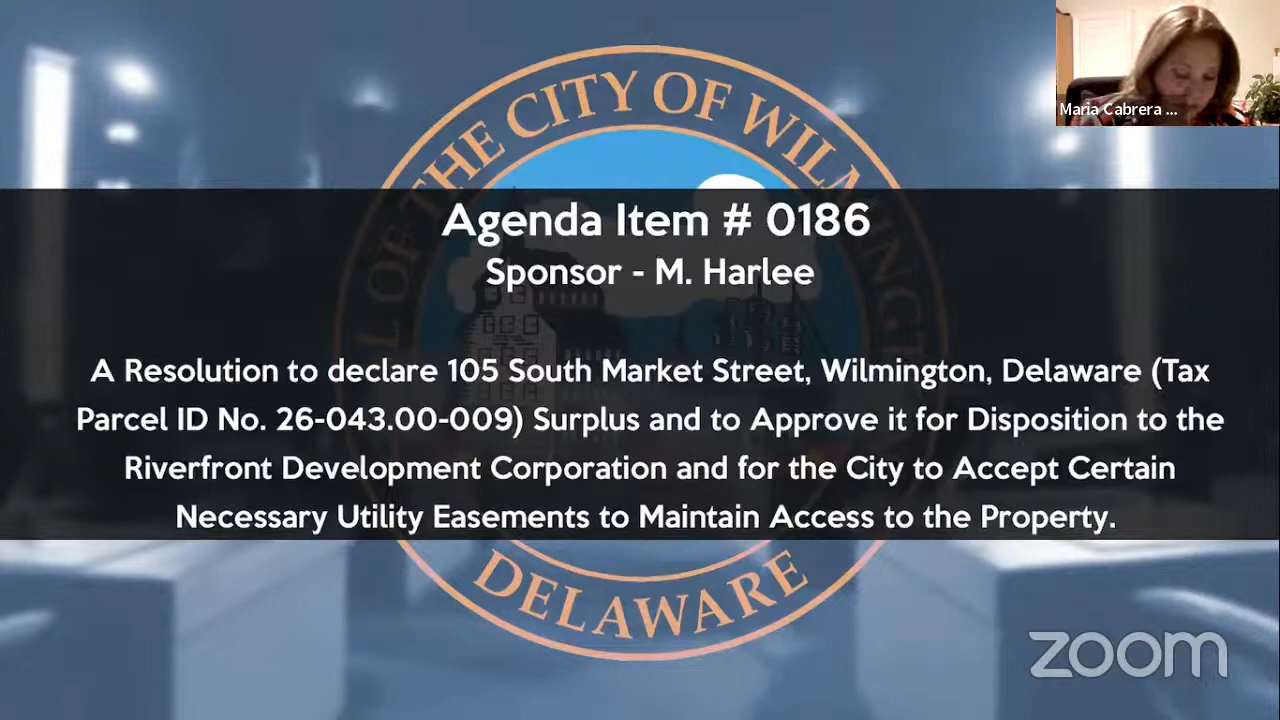 Maria Cabrera ...
OF THE CITY OF WILMING
Agenda Item # 0186
Sponsor - M. Harlee
A Resolution to declare 105 South Market Street, Wilmington, Delaware (Tax
Parcel ID No. 26-043.00-009) Surplus and to Approve it for Disposition to the
Riverfront Development Corporation and for the City to Accept Certain
Necessary Utility Easements to Maintain Access to the Property.
DELAWARE
zoom